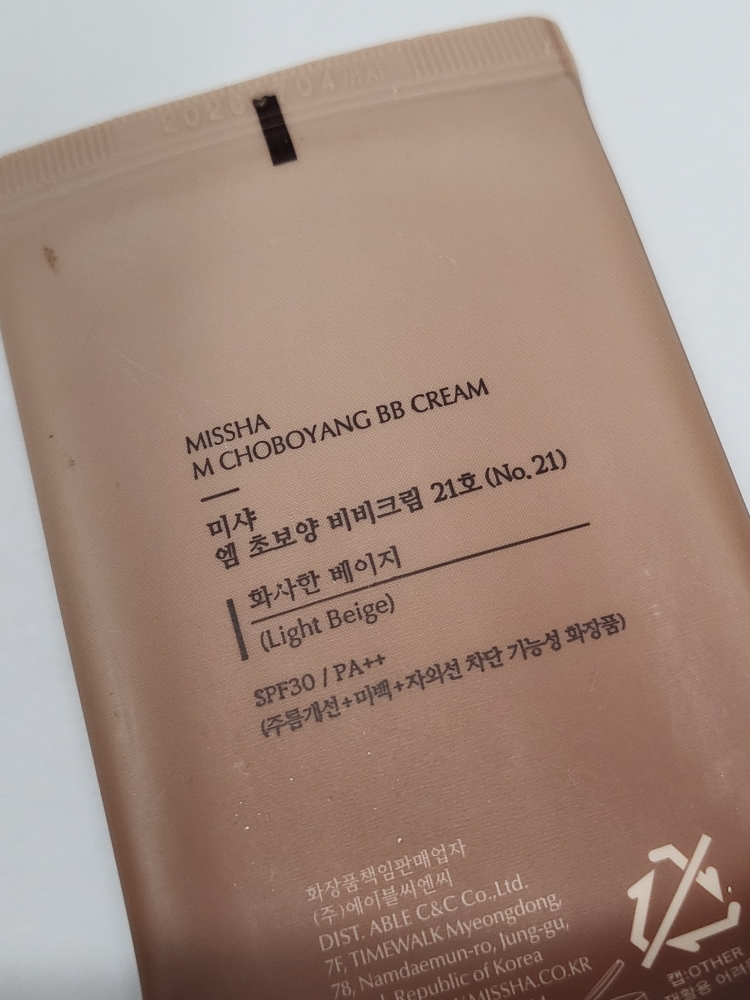 MISSHA
M CHOBOYANG BB CREAM
미샤
엠 초보양 비비크림 21호 (No. 21)
화사한 베이지
(Light Beige)
SPF30 / PA++
(주름개선+미백+자외선 차단 기능성 화장품)
화장품책임판매업자
(주)에이블씨엔씨
DIST. ABLE C&C Co.,Ltd.
7F, TIMEWALK Myeongdong,
78, Namdaemun-ro, Jung-gu,
Republic of Korea
MISSHA.CO.KR
캡:OTHER